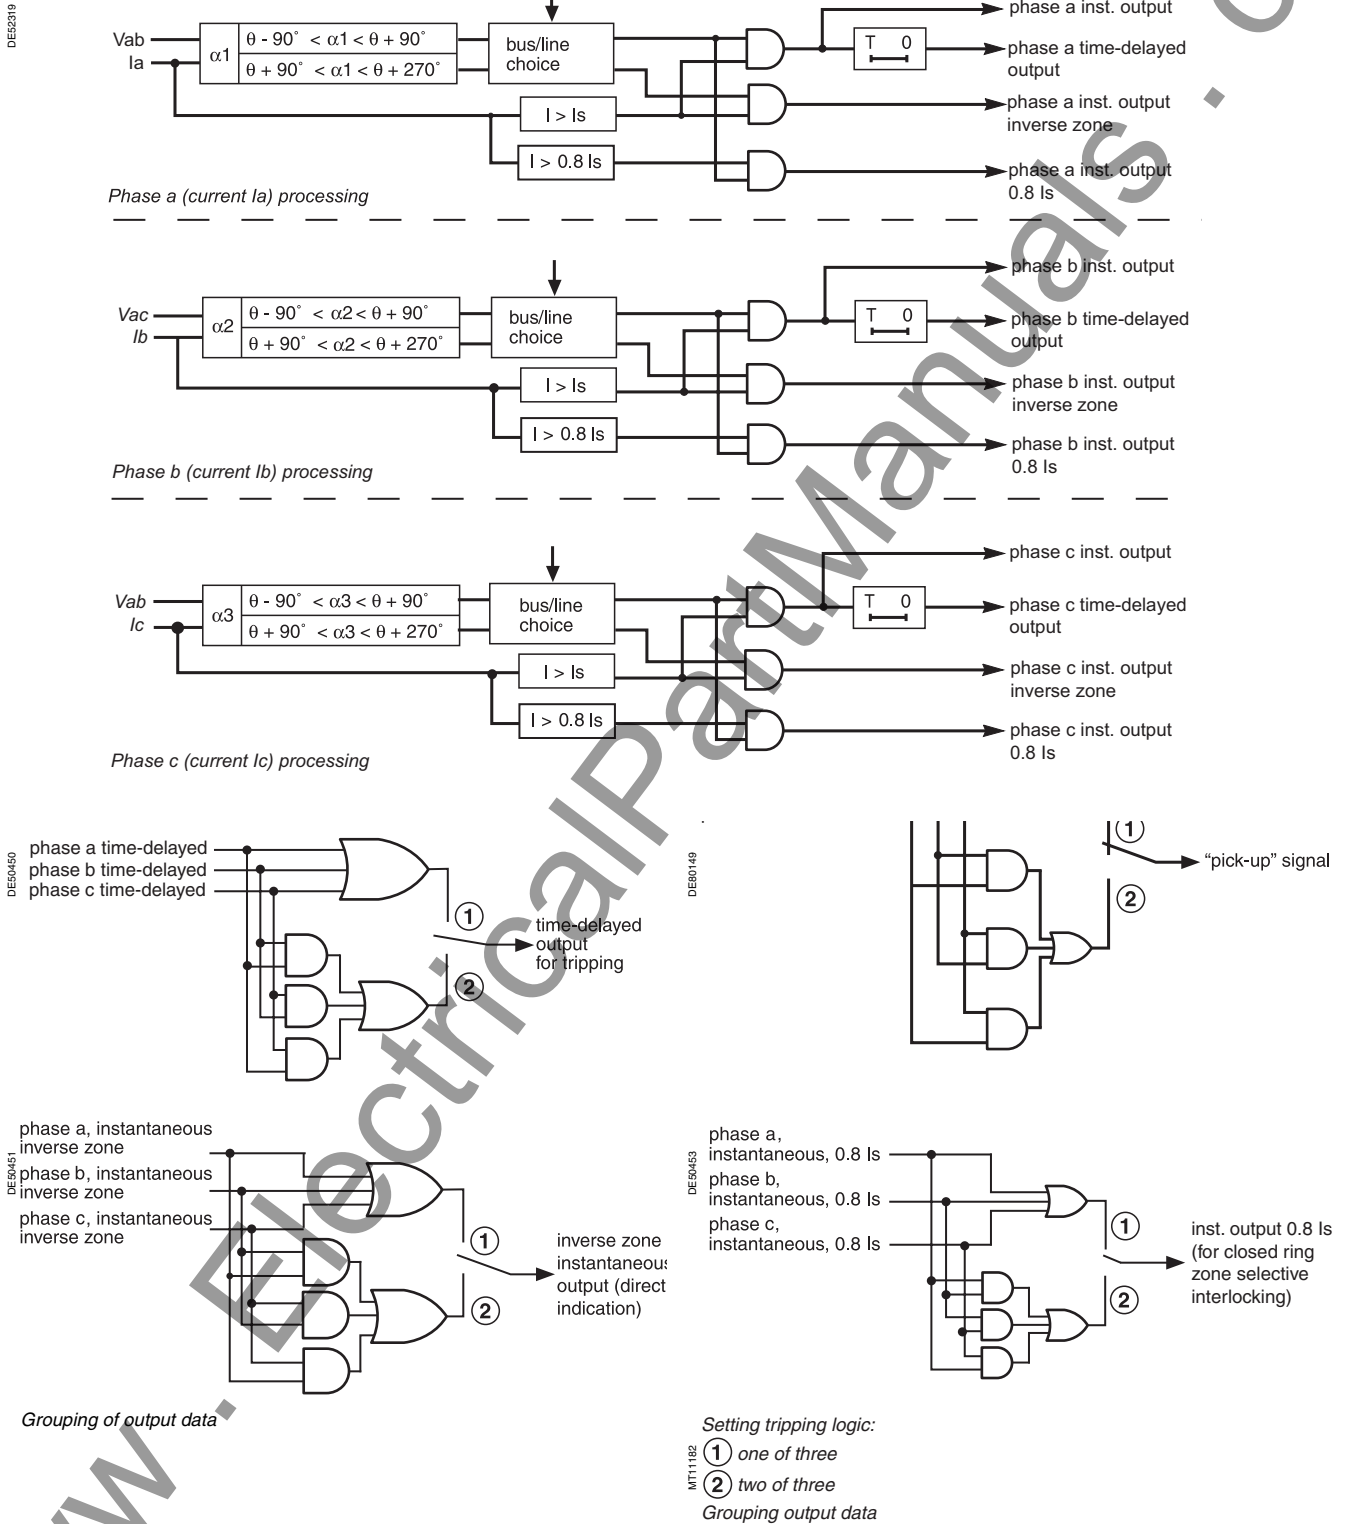 DE52319
phase a inst. output
Vab
Ia
α1
θ - 90° < α1 < θ + 90°
θ + 90° < α1 < θ + 270°
bus/line
choice
T 0
phase a time-delayed
output
I > Is
phase a inst. output
inverse zone
I > 0.8 Is
phase a inst. output
0.8 Is
Phase a (current Ia) processing
phase b inst. output
Vac
Ib
α2
θ - 90° < α2 < θ + 90°
θ + 90° < α2 < θ + 270°
bus/line
choice
T 0
phase b time-delayed
output
I > Is
phase b inst. output
inverse zone
I > 0.8 Is
phase b inst. output
0.8 Is
Phase b (current Ib) processing
phase c inst. output
Vab
Ic
α3
θ - 90° < α3 < θ + 90°
θ + 90° < α3 < θ + 270°
bus/line
choice
T 0
phase c time-delayed
output
I > Is
phase c inst. output
inverse zone
I > 0.8 Is
phase c inst. output
0.8 Is
Phase c (current Ic) processing
DE50450
phase a time-delayed
phase b time-delayed
phase c time-delayed
1
2
time-delayed
output
for tripping
DE80149
1
2
“pick-up” signal
DE50451
phase a, instantaneous
inverse zone
phase b, instantaneous
inverse zone
phase c, instantaneous
inverse zone
1
2
inverse zone
instantaneous
output (direct
indication)
DE50453
phase a,
instantaneous, 0.8 Is
phase b,
instantaneous, 0.8 Is
phase c,
instantaneous, 0.8 Is
1
2
inst. output 0.8 Is
(for closed ring
zone selective
interlocking)
Grouping of output data
MT11182
Setting tripping logic:
1 one of three
2 two of three
Grouping output data
w . ElectricalPartManuals . c